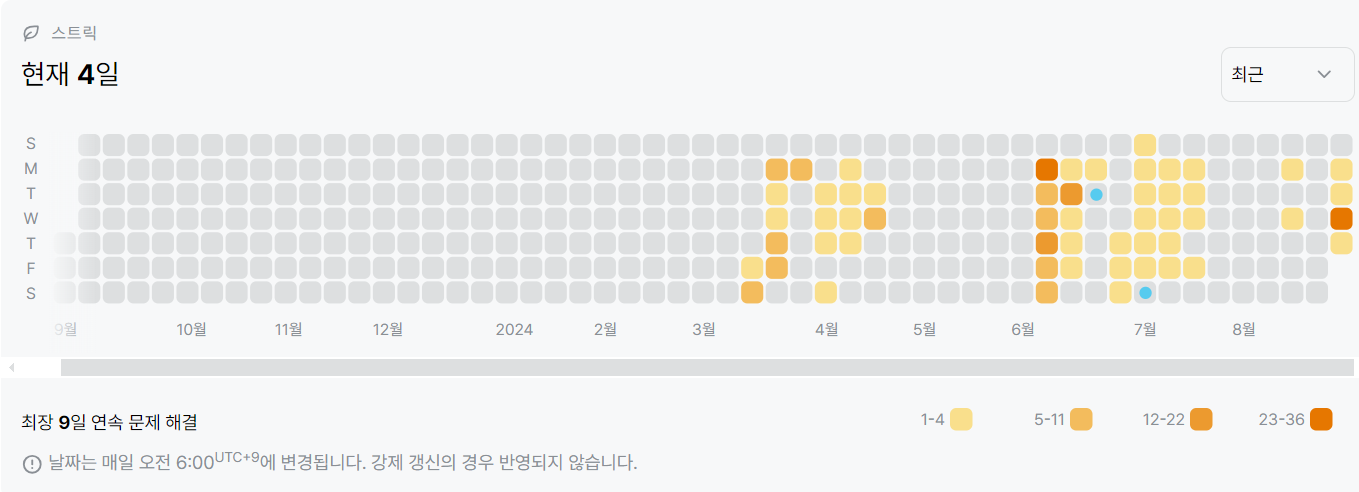 스트릭
현재 4일
최근
S
M
T
W
T
F
S
9월 10월 11월 12월 2024 2월 3월 4월 5월 6월 7월 8월
최장 9일 연속 문제 해결
1-4 5-11 12-22 23-36
날짜는 매일 오전 6:00UTC+9에 변경됩니다. 강제 갱신의 경우 반영되지 않습니다.